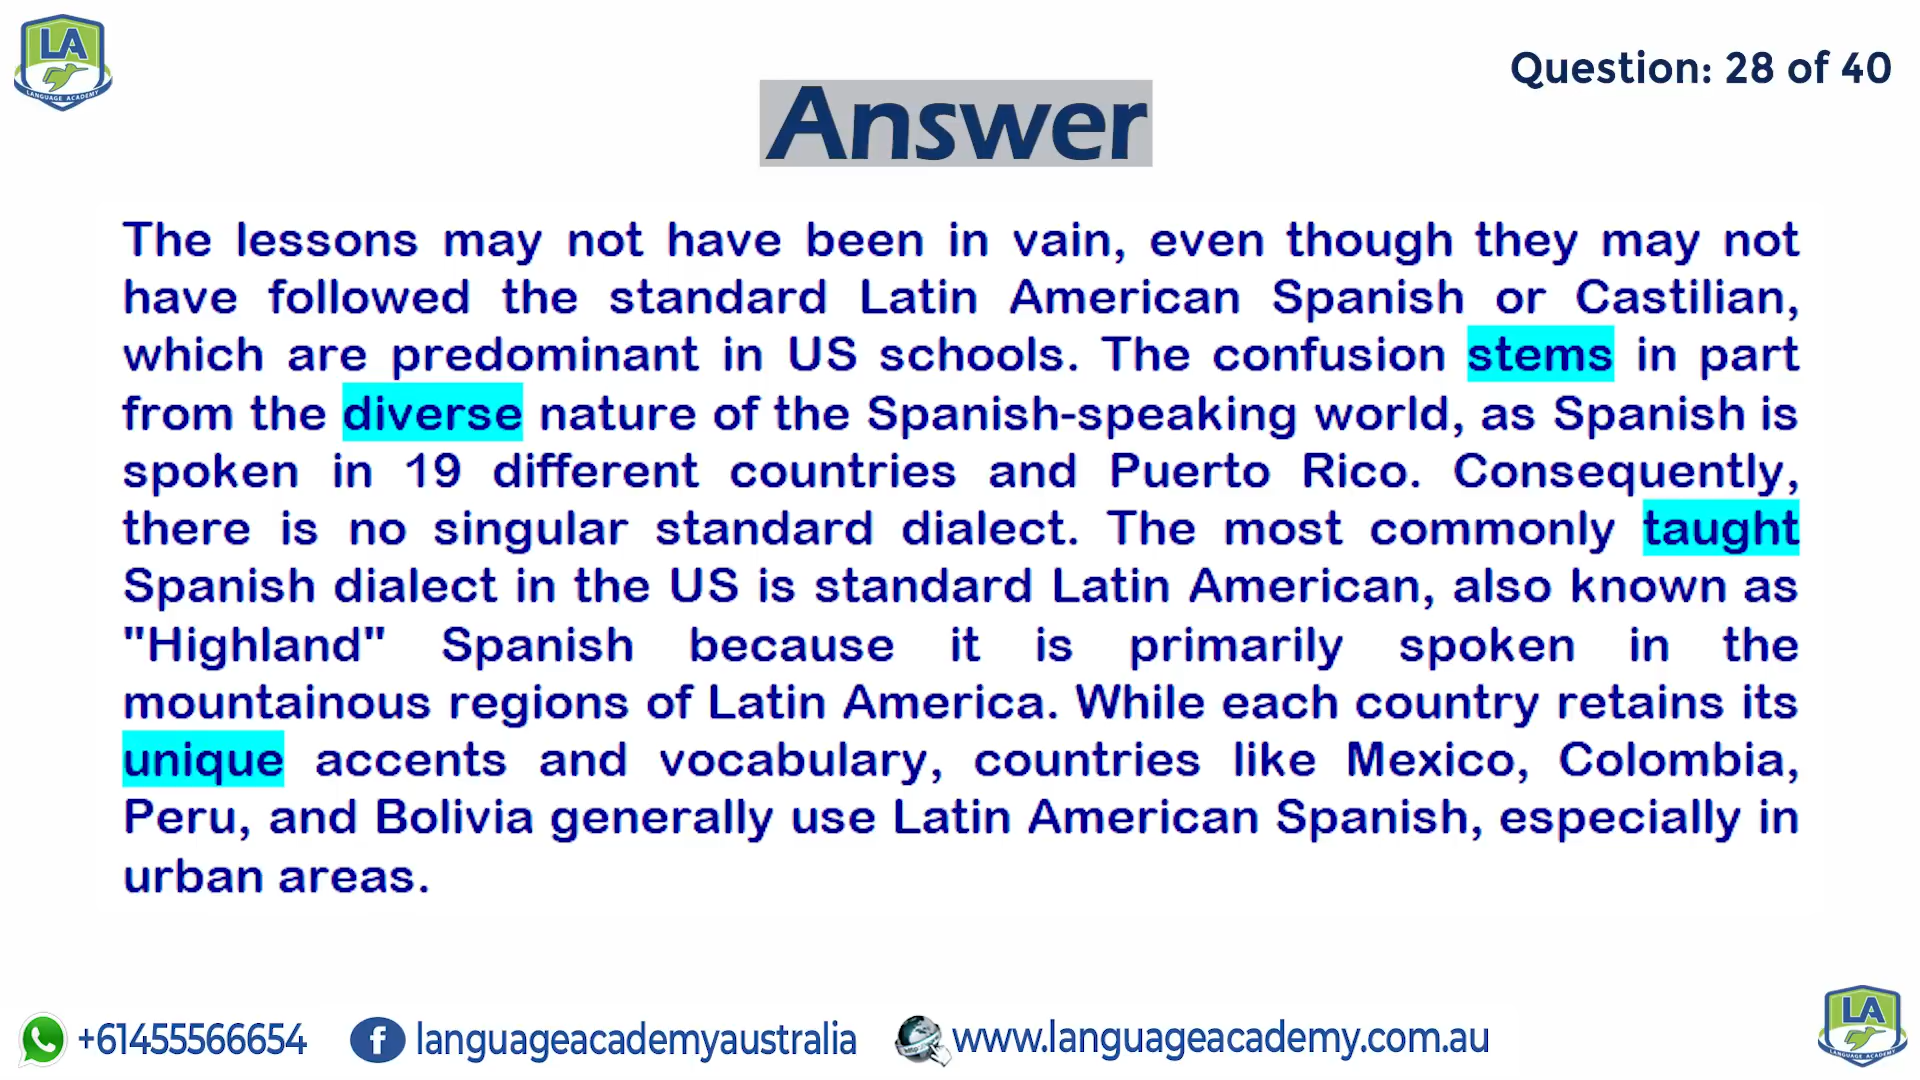 LA
LANGUAGE ACADEMY
Question: 28 of 40
Answer
The lessons may not have been in vain, even though they may not
have followed the standard Latin American Spanish or Castilian,
which are predominant in US schools. The confusion stems in part
from the diverse nature of the Spanish-speaking world, as Spanish is
spoken in 19 different countries and Puerto Rico. Consequently,
there is no singular standard dialect. The most commonly taught
Spanish dialect in the US is standard Latin American, also known as
"Highland" Spanish because it is primarily spoken in the
mountainous regions of Latin America. While each country retains its
unique accents and vocabulary, countries like Mexico, Colombia,
Peru, and Bolivia generally use Latin American Spanish, especially in
urban areas.
+61455566654
f languageacademyaustralia
http www.languageacademy.com.au
LA
LANGUAGE ACADEMY